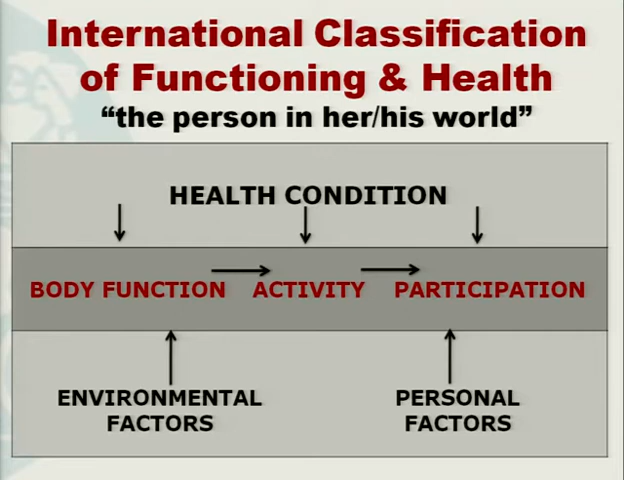 International Classification
of Functioning & Health
“the person in her/his world”
HEALTH CONDITION
BODY FUNCTION ACTIVITY PARTICIPATION
ENVIRONMENTAL FACTORS
PERSONAL FACTORS